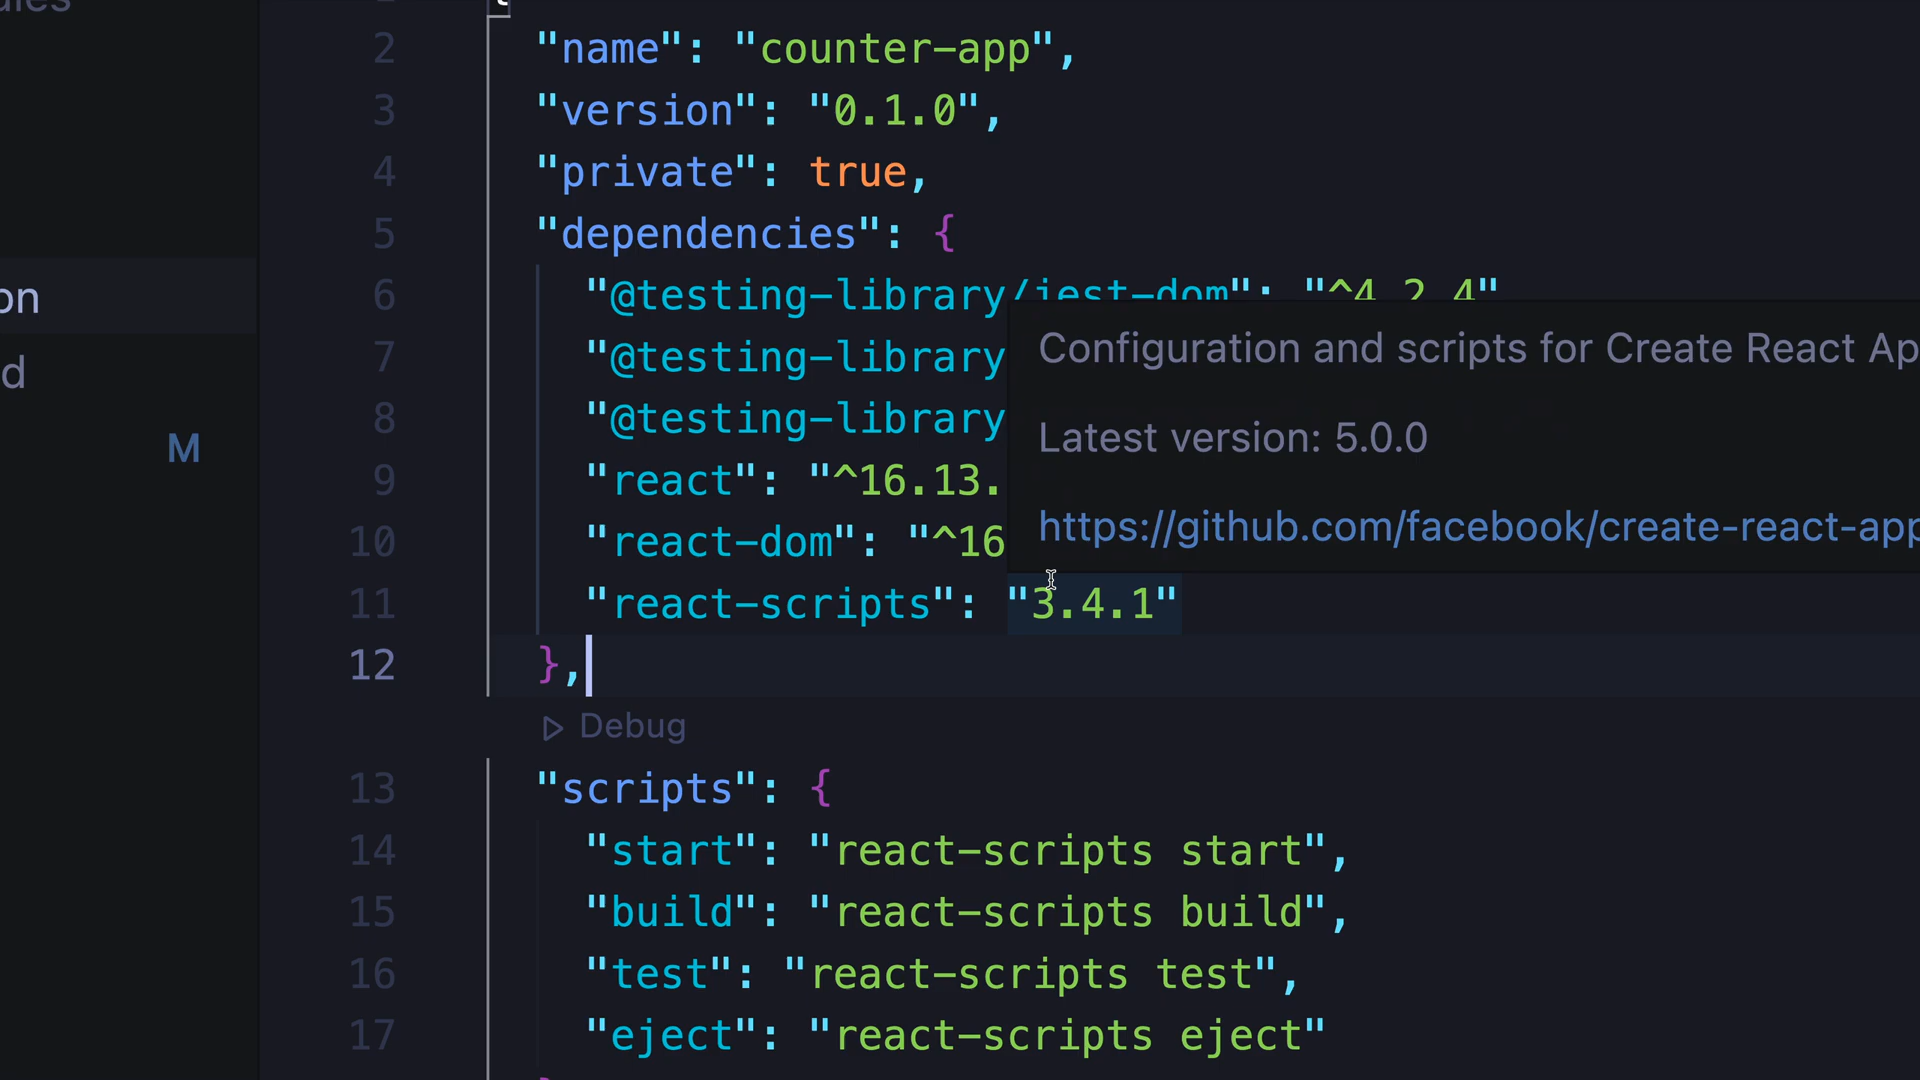 2 "name": "counter-app",
3 "version": "0.1.0",
4 "private": true,
5 "dependencies": {
on
6 "@testing-library/jest-dom": "^4.2.4"
7 "@testing-library
8 "@testing-library
d
M
9 "react": "^16.13.
10 "react-dom": "^16
Configuration and scripts for Create React Ap
Latest version: 5.0.0
https://github.com/facebook/create-react-app
11 "react-scripts": "3.4.1"
12 },
Debug
13 "scripts": {
14 "start": "react-scripts start",
15 "build": "react-scripts build",
16 "test": "react-scripts test",
17 "eject": "react-scripts eject"